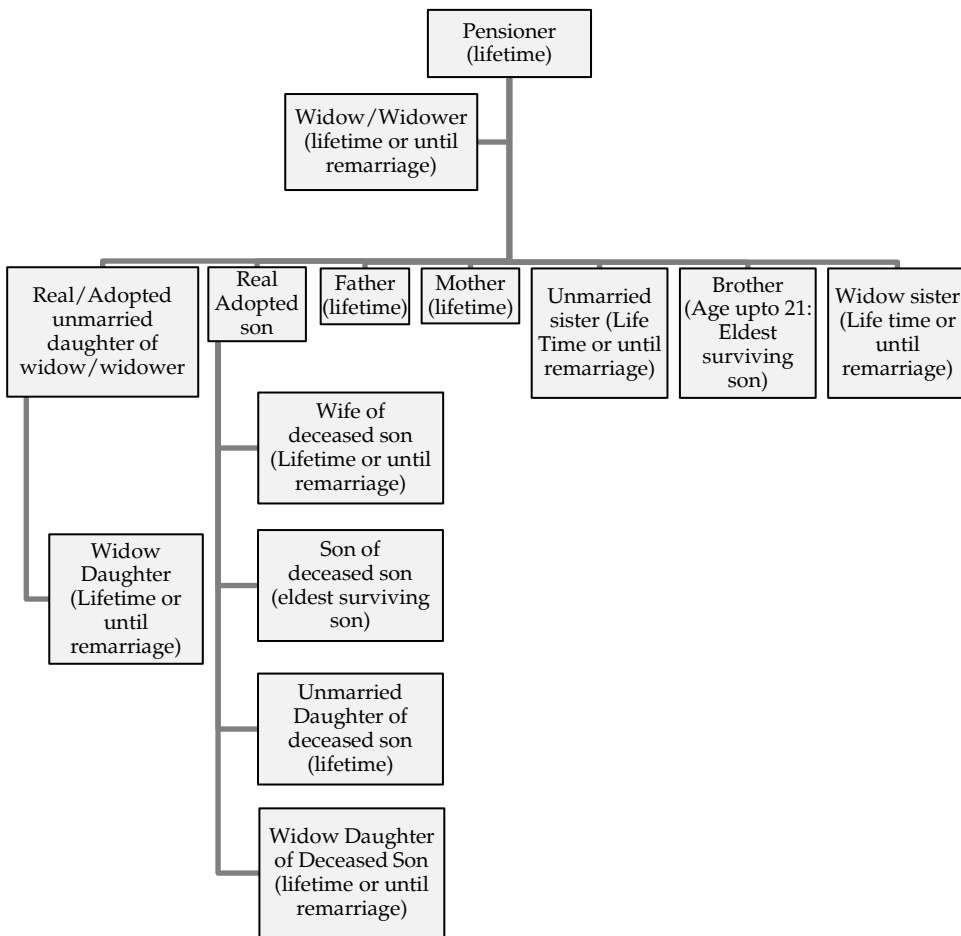 Pensioner
(lifetime)
Widow/Widower
(lifetime or until
remarriage)
Real/Adopted
unmarried
daughter of
widow/widower
Real
Adopted
son
Father
(lifetime)
Mother
(lifetime)
Unmarried
sister (Life
Time or until
remarriage)
Brother
(Age upto 21:
Eldest
surviving
son)
Widow sister
(Life time or
until
remarriage)
Wife of
deceased son
(Lifetime or until
remarriage)
Widow
Daughter
(Lifetime or
until
remarriage)
Son of
deceased son
(eldest surviving
son)
Unmarried
Daughter of
deceased son
(lifetime)
Widow Daughter
of Deceased Son
(lifetime or until
remarriage)